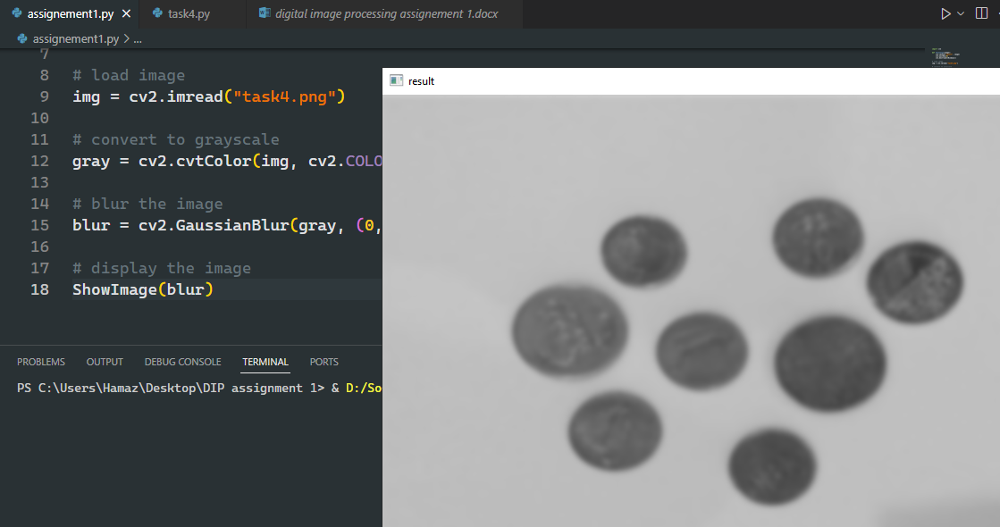 assignement1.py
task4.py
digital image processing assignement 1.docx
assignement1.py > ...
7
8 # load image
9 img = cv2.imread("task4.png")
10
11 # convert to grayscale
12 gray = cv2.cvtColor(img, cv2.COLO
13
14 # blur the image
15 blur = cv2.GaussianBlur(gray, (0,
16
17 # display the image
18 ShowImage(blur)
result
PROBLEMS OUTPUT DEBUG CONSOLE TERMINAL PORTS
PS C:\Users\Hamaz\Desktop\DIP assignment 1> & D:/So